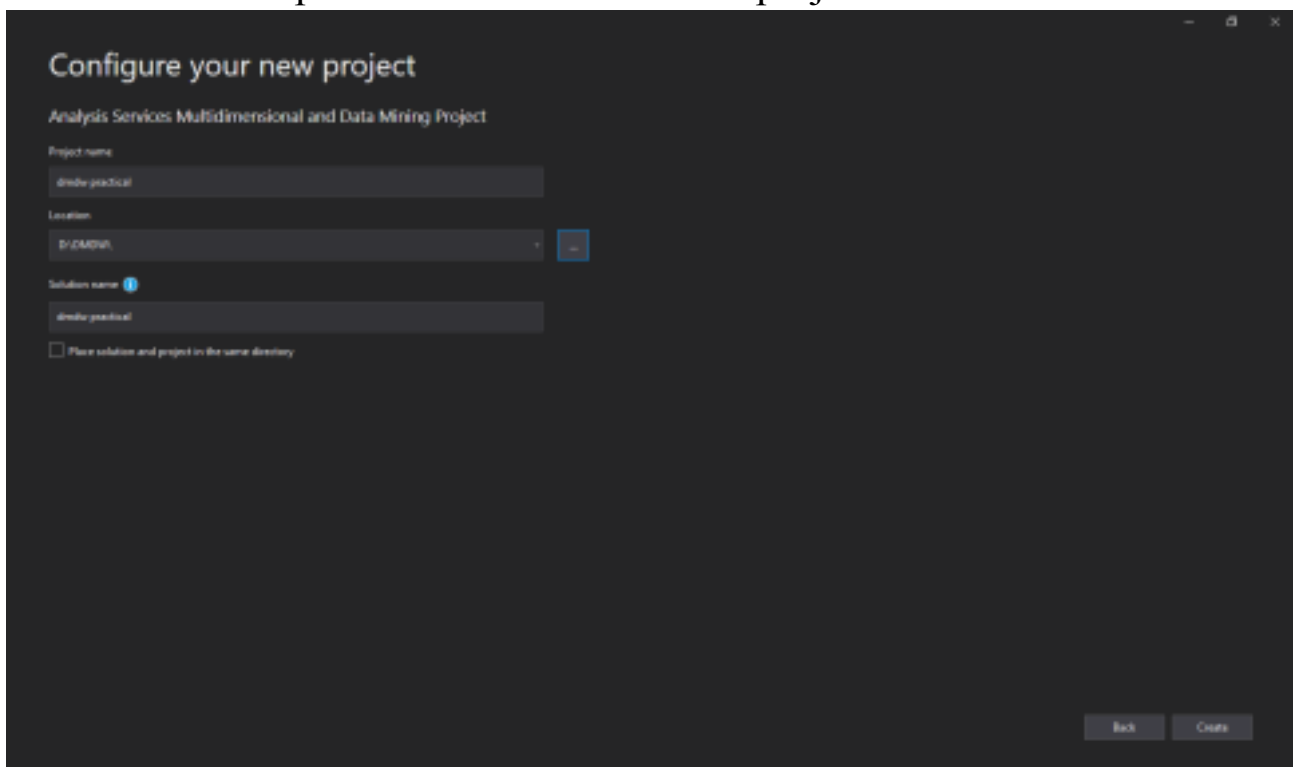 Configure your new project
Analysis Services Multidimensional and Data Mining Project
Project name
dmdw-practical
Location
D:\DMDW\
...
Solution name
dmdw-practical
Place solution and project in the same directory
Back
Create